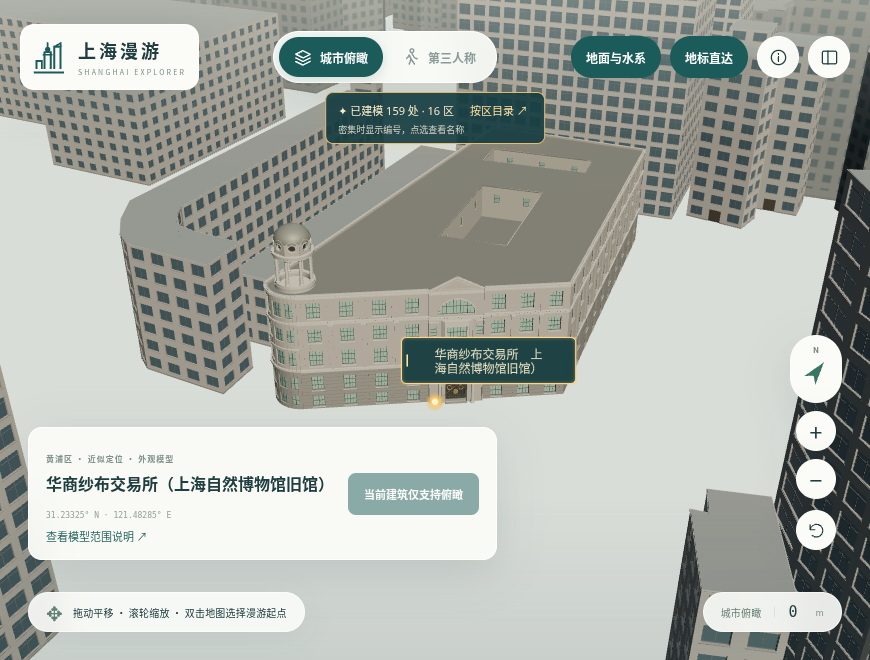 上海漫游
SHANGHAI EXPLORER
城市俯瞰
第三人称
地面与水系
地标直达
✦ 已建模 159 处 · 16 区 按区目录 ↗
密集时显示编号，点选查看名称
华商纱布交易所（上
海自然博物馆旧馆）
N
黄浦区 · 近似定位 · 外观模型
华商纱布交易所（上海自然博物馆旧馆）
当前建筑仅支持俯瞰
31.23325° N · 121.48285° E
查看模型范围说明 ↗
拖动平移 · 滚轮缩放 · 双击地图选择漫游起点
城市俯瞰 0 m